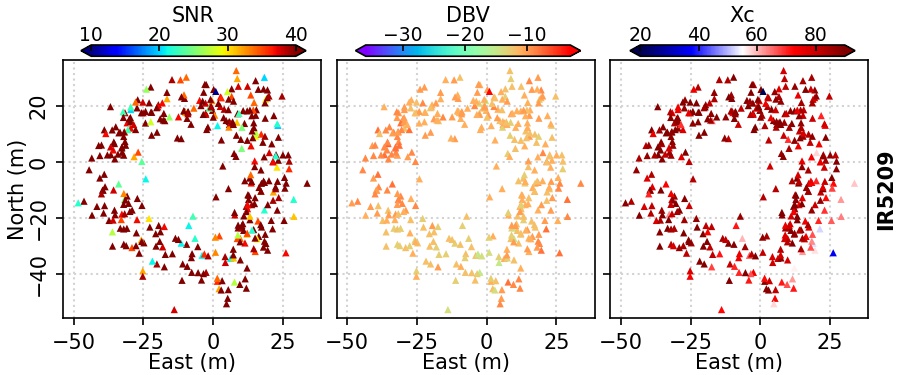 SNR DBV Xc
10 20 30 40 −30 −20 −10 20 40 60 80
20
0
−20
−40
North (m)
−50 −25 0 25 −50 −25 0 25 −50 −25 0 25
East (m) East (m) East (m)
IR5209